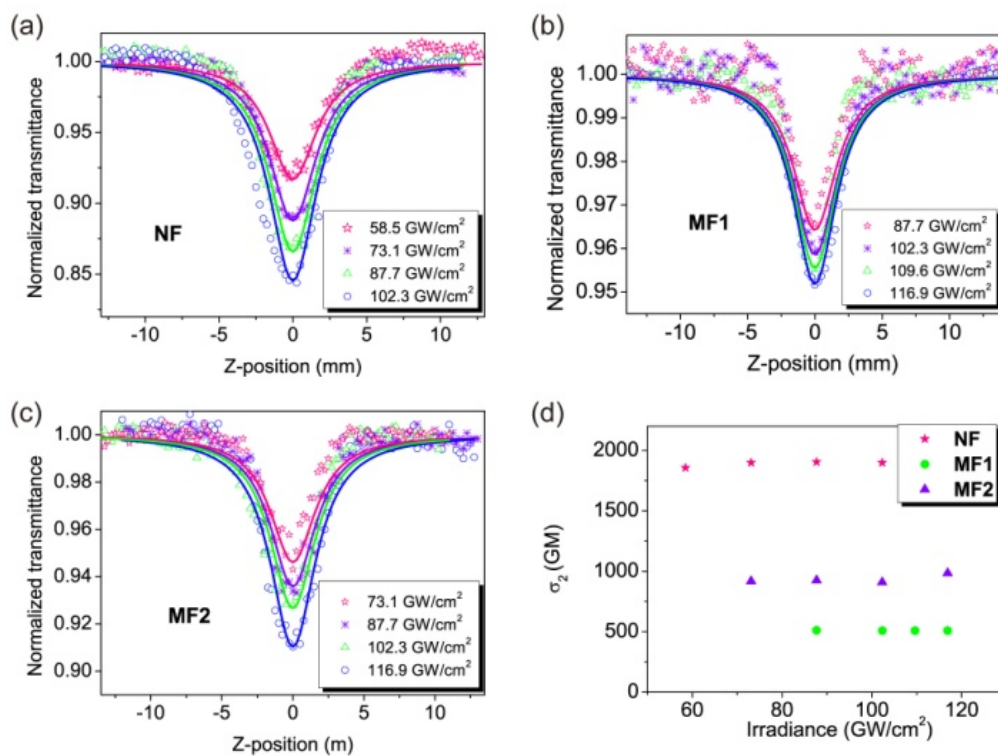 (a)
Normalized transmittance
1.00
0.95
0.90
0.85
NF
58.5 GW/cm²
73.1 GW/cm²
87.7 GW/cm²
102.3 GW/cm²
-10 -5 0 5 10
Z-position (mm)
(b)
Normalized transmittance
1.00
0.99
0.98
0.97
0.96
0.95
MF1
87.7 GW/cm²
102.3 GW/cm²
109.6 GW/cm²
116.9 GW/cm²
-10 -5 0 5 10
Z-position (mm)
(c)
Normalized transmittance
1.00
0.98
0.96
0.94
0.92
0.90
MF2
73.1 GW/cm²
87.7 GW/cm²
102.3 GW/cm²
116.9 GW/cm²
-10 -5 0 5 10
Z-position (m)
(d)
σ₂ (GM)
2000
1500
1000
500
0
NF
MF1
MF2
60 80 100 120
Irradiance (GW/cm²)